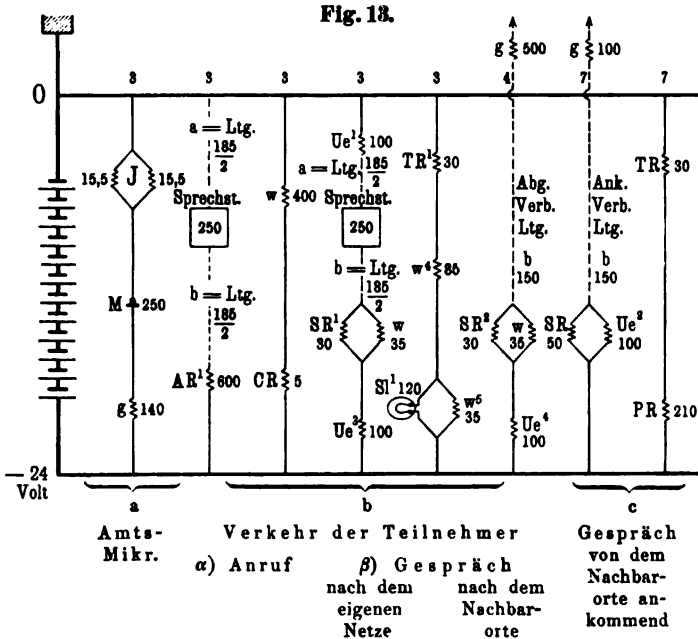 Fig. 13.
g 500 g 100
3 3 3 3 3 4 7 7
0
a = Ltg.
185/2
Ue¹ 100
a = Ltg. 185/2
TR¹ 30
TR 30
15,5 J 15,5
Sprechst.
250
w 400
Sprechst.
250
Abg.
Verb.
Ltg.
b
150
Ank.
Verb.
Ltg.
b
150
M 250
b = Ltg.
185/2
b = Ltg.
185/2
w⁴ 85
SR¹ 30 w 35
SR² 30 w 35
SR 50 Ue² 100
g 140
AR¹ 600
CR 5
Ue² 100
Sl¹ 120 w⁵ 35
Ue⁴ 100
PR 210
— 24
Volt
a b c
Amts-
Mikr.
Verkehr der Teilnehmer
α) Anruf β) Gespräch
nach dem
eigenen
Netze
nach dem
Nachbar-
orte
Gespräch
von dem
Nachbar-
orte an-
kommend